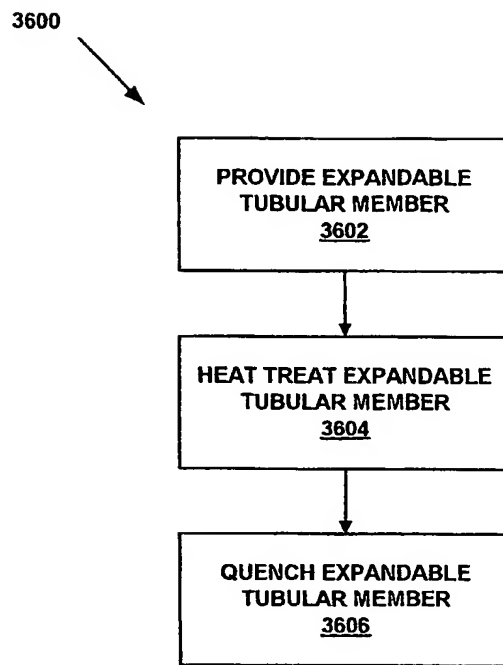 3600
PROVIDE EXPANDABLE
TUBULAR MEMBER
3602
HEAT TREAT EXPANDABLE
TUBULAR MEMBER
3604
QUENCH EXPANDABLE
TUBULAR MEMBER
3606